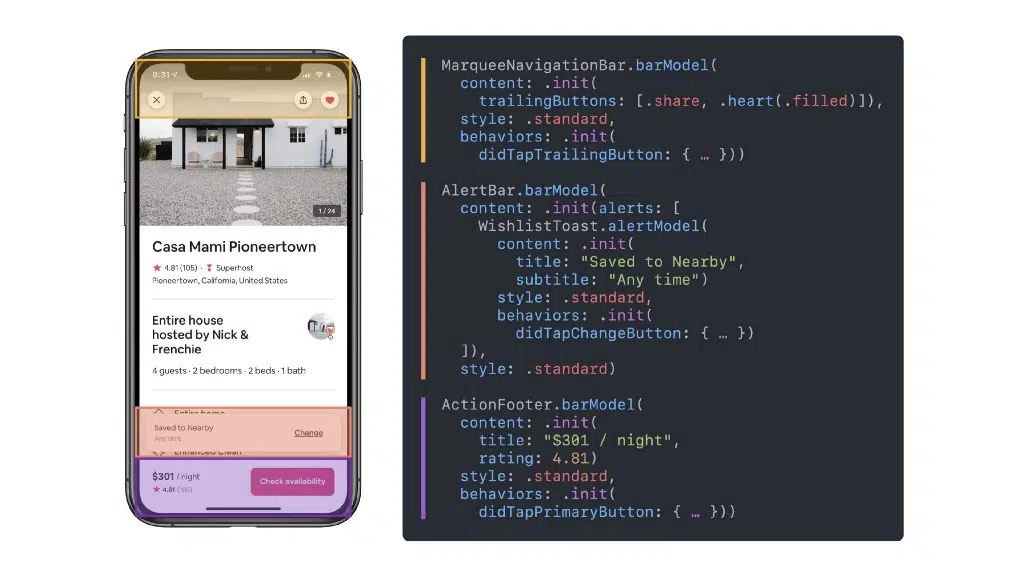 9:31
1 / 24
Casa Mami Pioneertown
4.81 (105) · Superhost
Pioneertown, California, United States
Entire house
hosted by Nick &
Frenchie
4 guests · 2 bedrooms · 2 beds · 1 bath
Entire home
Saved to Nearby
Any time
Change
Enhanced Clean
$301 / night
4.81 (105)
Check availability
MarqueeNavigationBar.barModel(
content: .init(
trailingButtons: [.share, .heart(.filled)]),
style: .standard,
behaviors: .init(
didTapTrailingButton: { … }))
AlertBar.barModel(
content: .init(alerts: [
WishlistToast.alertModel(
content: .init(
title: "Saved to Nearby",
subtitle: "Any time")
style: .standard,
behaviors: .init(
didTapChangeButton: { … })
]),
style: .standard)
ActionFooter.barModel(
content: .init(
title: "$301 / night",
rating: 4.81)
style: .standard,
behaviors: .init(
didTapPrimaryButton: { … }))